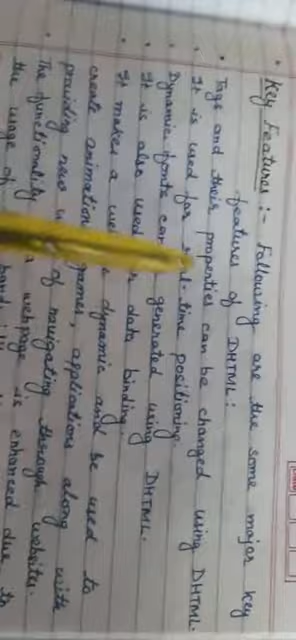 Key Features:- Following are the some major key
features of DHTML:
Tags and their properties can be changed using DHTML.
It is used for -time positioning.
Dynamic fonts can generated using DHTML.
It is also used data binding.
It makes a dynamic and be used to
create animation games, applications along with
providing new of navigating through websites.
The functionality webpage is enhanced due to
the usage of